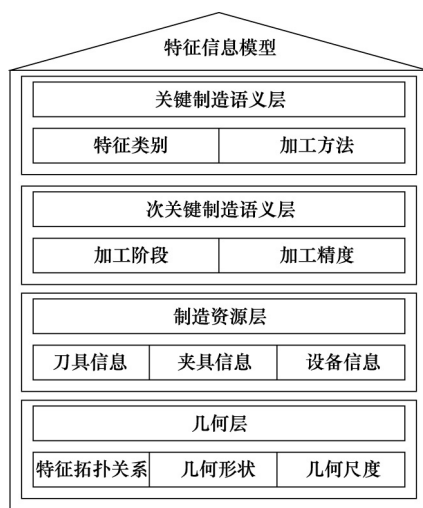 特征信息模型
关键制造语义层
特征类别 加工方法
次关键制造语义层
加工阶段 加工精度
制造资源层
刀具信息 夹具信息 设备信息
几何层
特征拓扑关系 几何形状 几何尺度